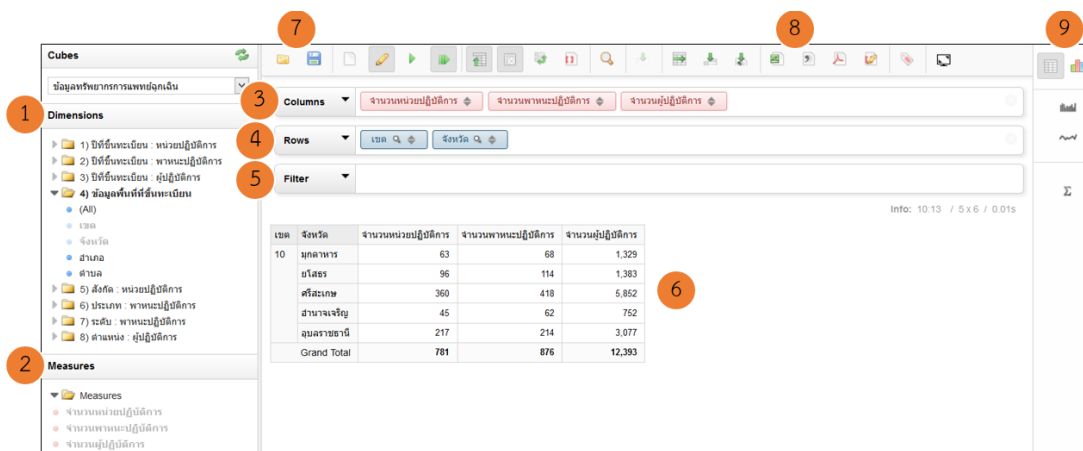 7
8
9
Cubes
ข้อมูลทรัพยากรการแพทย์ฉุกเฉิน
1
Dimensions
1) ปีที่ขึ้นทะเบียน : หน่วยปฏิบัติการ
2) ปีที่ขึ้นทะเบียน : พาหนะปฏิบัติการ
3) ปีที่ขึ้นทะเบียน : ผู้ปฏิบัติการ
4) ข้อมูลพื้นที่ที่ขึ้นทะเบียน
(All)
เขต
จังหวัด
อำเภอ
ตำบล
5) สังกัด : หน่วยปฏิบัติการ
6) ประเภท : พาหนะปฏิบัติการ
7) ระดับ : พาหนะปฏิบัติการ
8) ตำแหน่ง : ผู้ปฏิบัติการ
2
Measures
Measures
จำนวนหน่วยปฏิบัติการ
จำนวนพาหนะปฏิบัติการ
จำนวนผู้ปฏิบัติการ
3 Columns จำนวนหน่วยปฏิบัติการ จำนวนพาหนะปฏิบัติการ จำนวนผู้ปฏิบัติการ
4 Rows เขต จังหวัด
5 Filter
Info: 10:13 / 5 x 6 / 0.01s
เขต จังหวัด จำนวนหน่วยปฏิบัติการ จำนวนพาหนะปฏิบัติการ จำนวนผู้ปฏิบัติการ
10 มุกดาหาร 63 68 1,329
ยโสธร 96 114 1,383
ศรีสะเกษ 360 418 5,852
อำนาจเจริญ 45 62 752
อุบลราชธานี 217 214 3,077
Grand Total 781 876 12,393
6
Σ